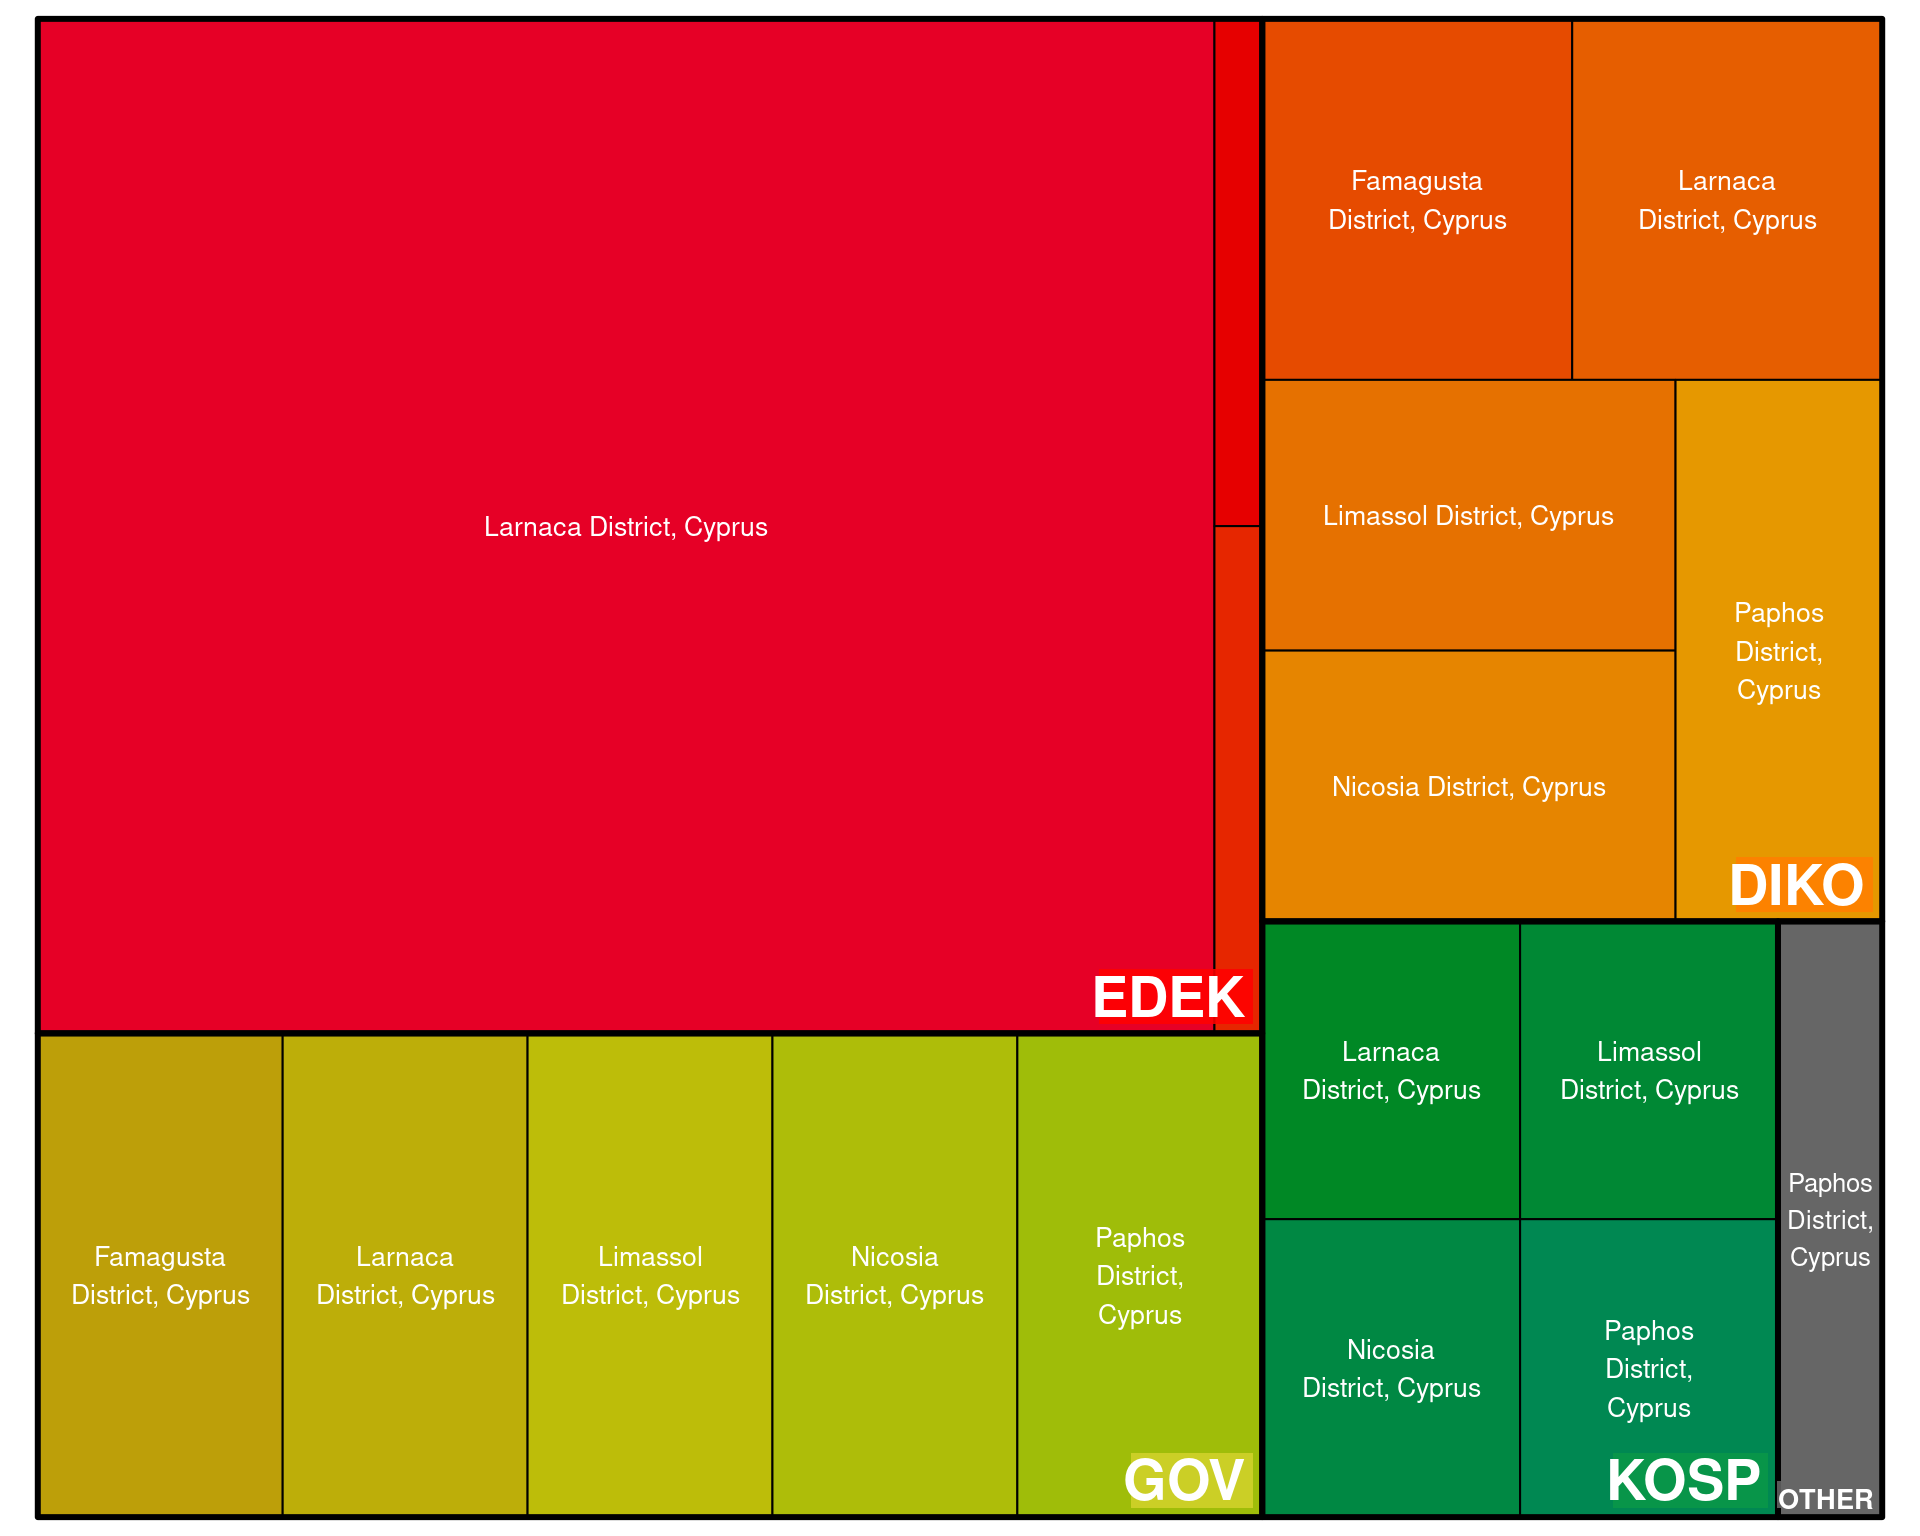 Larnaca District, Cyprus
EDEK
Famagusta
District, Cyprus
Larnaca
District, Cyprus
Limassol District, Cyprus
Nicosia District, Cyprus
Paphos
District,
Cyprus
DIKO
Famagusta
District, Cyprus
Larnaca
District, Cyprus
Limassol
District, Cyprus
Nicosia
District, Cyprus
Paphos
District,
Cyprus
GOV
Larnaca
District, Cyprus
Limassol
District, Cyprus
Nicosia
District, Cyprus
Paphos
District,
Cyprus
KOSP
Paphos
District,
Cyprus
OTHER